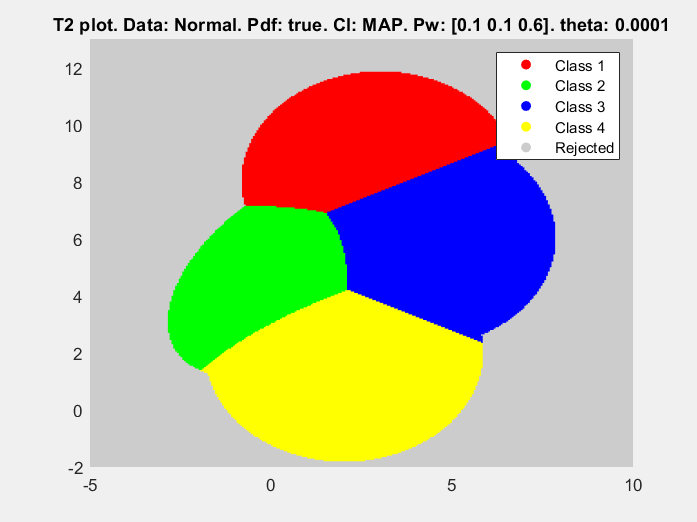 T2 plot. Data: Normal. Pdf: true. Cl: MAP. Pw: [0.1 0.1 0.6]. theta: 0.0001
12
10
8
6
4
2
0
-2
-5
0
5
10
Class 1
Class 2
Class 3
Class 4
Rejected